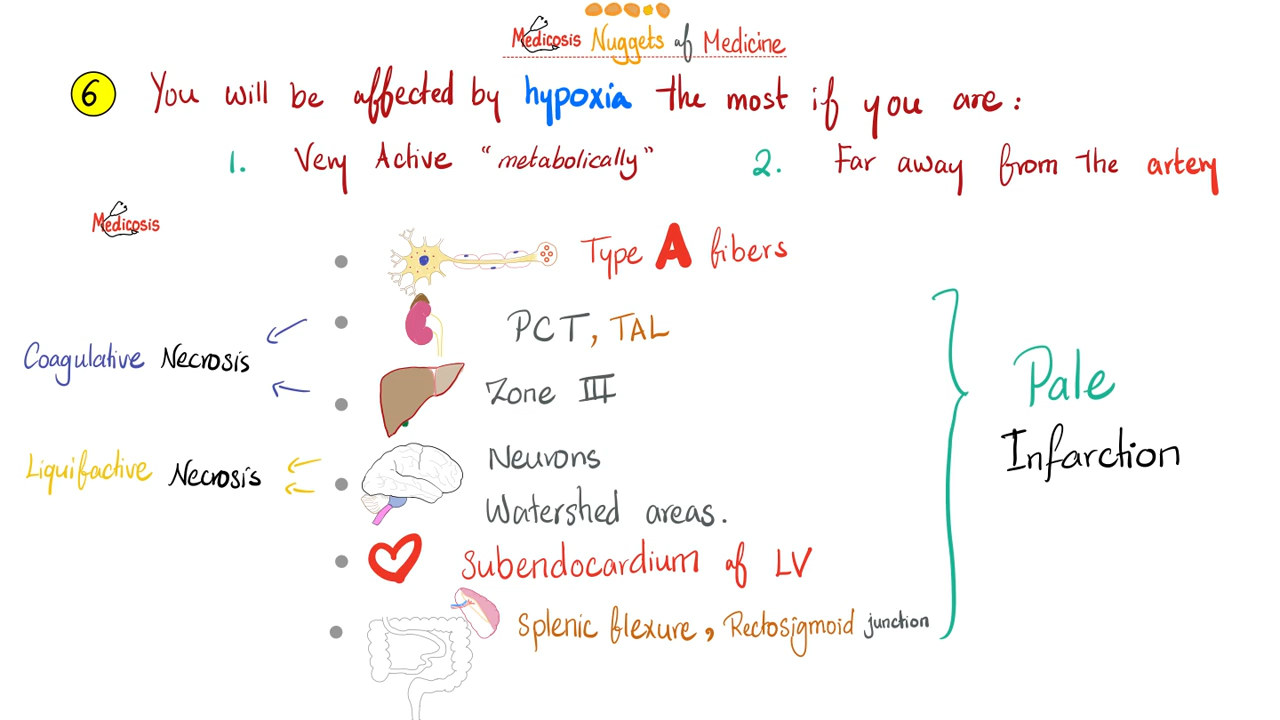 Medicosis Nuggets of Medicine
6 You will be affected by hypoxia the most if you are:
1. Very Active "metabolically" 2. Far away from the artery
Medicosis
Type A fibers
PCT, TAL
Coagulative Necrosis
Zone III
Pale
Infarction
Neurons
Liquifactive Necrosis
Watershed areas.
Subendocardium of LV
Splenic flexure, Rectosigmoid junction